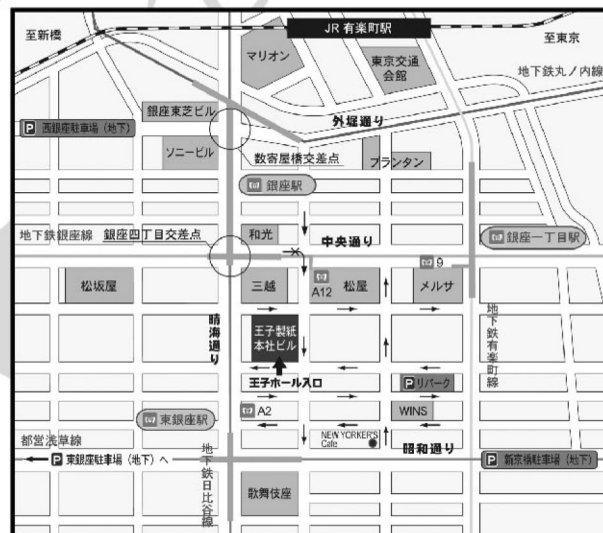 JR 有楽町駅
至新橋
至東京
マリオン
東京交通
会館
地下鉄丸ノ内線
銀座東芝ビル
外堀通り
P 西銀座駐車場（地下）
ソニービル
数寄屋橋交差点
プランタン
銀座駅
地下鉄銀座線
銀座四丁目交差点
和光
中央通り
銀座一丁目駅
9
松坂屋
三越
A12
松屋
メルサ
晴海通り
王子製紙
本社ビル
地下鉄有楽町線
王子ホール入口
P リパーク
東銀座駅
A2
WINS
都営浅草線
NEW YORKER'S
Cafe
昭和通り
P 東銀座駐車場（地下）へ
P 新京橋駐車場（地下）
地下鉄日比谷線
歌舞伎座